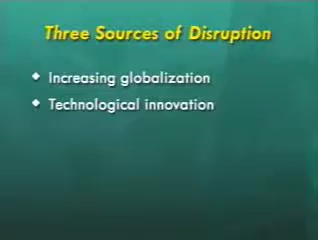 Three Sources of Disruption
Increasing globalization
Technological innovation